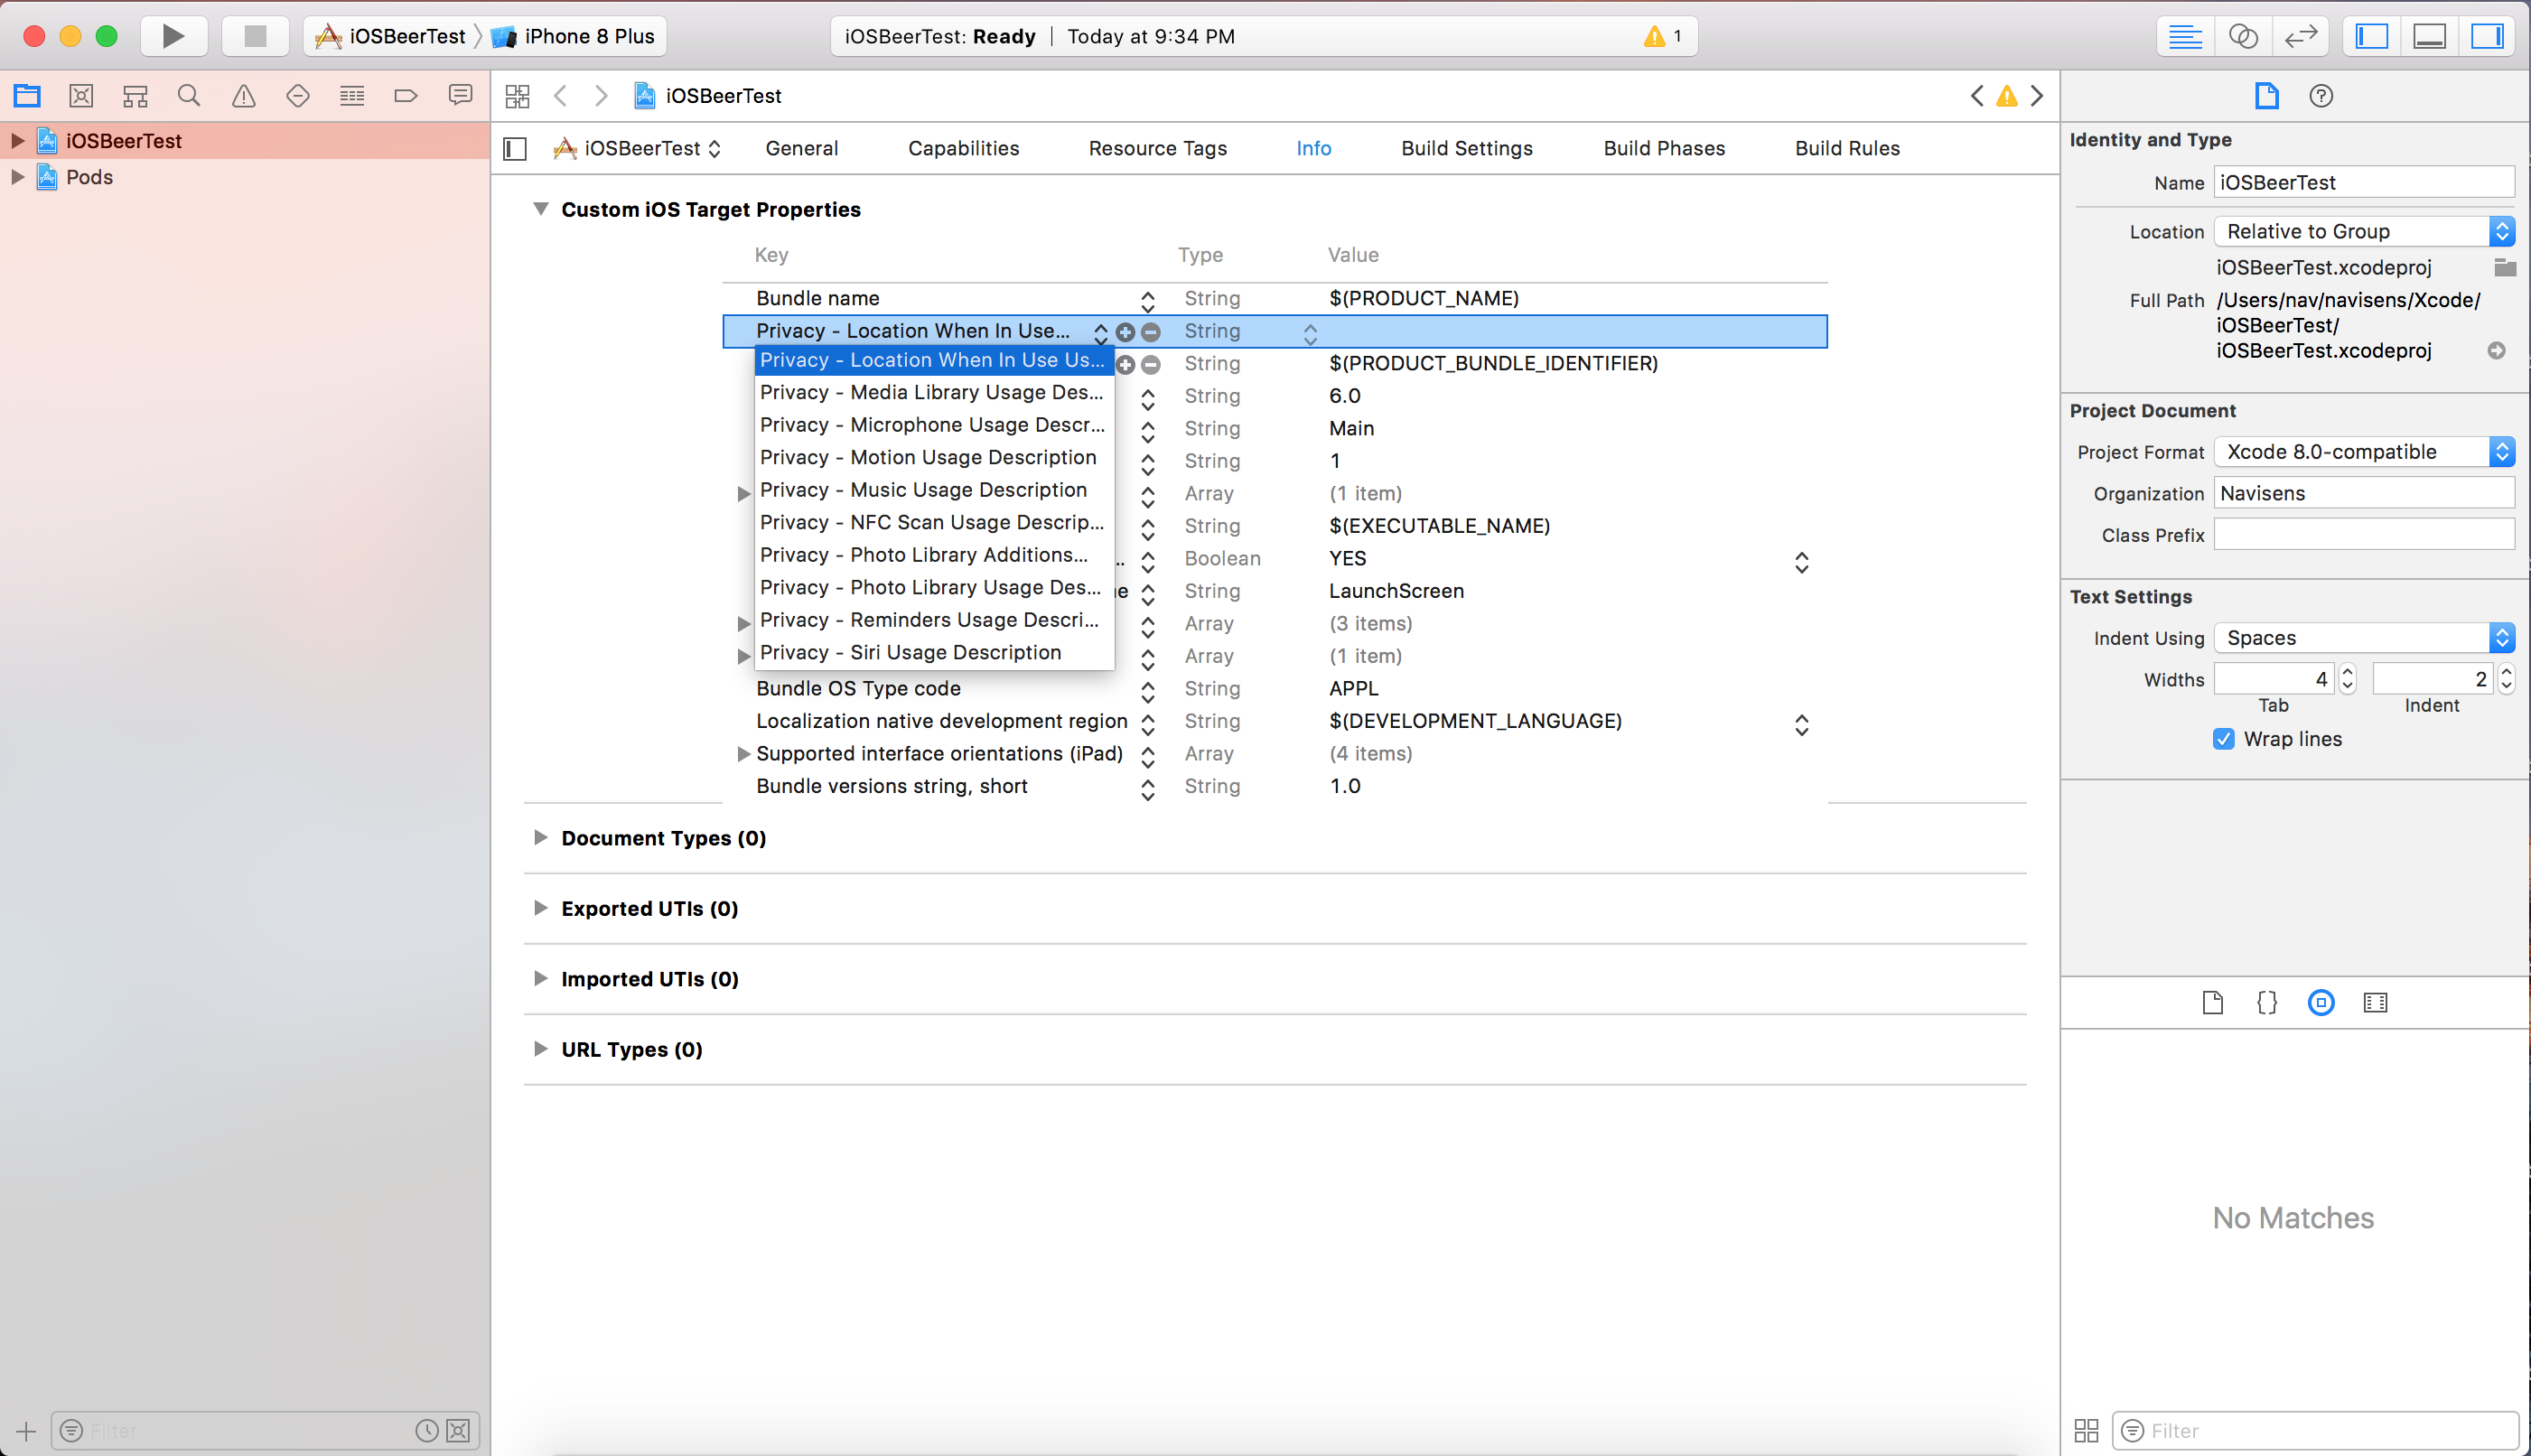 iOSBeerTest iPhone 8 Plus
iOSBeerTest: Ready | Today at 9:34 PM 1
iOSBeerTest
iOSBeerTest
Pods
iOSBeerTest General Capabilities Resource Tags Info Build Settings Build Phases Build Rules
Custom iOS Target Properties
Key Type Value
Bundle name String $(PRODUCT_NAME)
Privacy - Location When In Use... String
Privacy - Location When In Use Us... String $(PRODUCT_BUNDLE_IDENTIFIER)
Privacy - Media Library Usage Des... String 6.0
Privacy - Microphone Usage Descr... String Main
Privacy - Motion Usage Description String 1
Privacy - Music Usage Description Array (1 item)
Privacy - NFC Scan Usage Descrip... String $(EXECUTABLE_NAME)
Privacy - Photo Library Additions... Boolean YES
Privacy - Photo Library Usage Des... String LaunchScreen
Privacy - Reminders Usage Descri... Array (3 items)
Privacy - Siri Usage Description Array (1 item)
Bundle OS Type code String APPL
Localization native development region String $(DEVELOPMENT_LANGUAGE)
Supported interface orientations (iPad) Array (4 items)
Bundle versions string, short String 1.0
Document Types (0)
Exported UTIs (0)
Imported UTIs (0)
URL Types (0)
Identity and Type
Name iOSBeerTest
Location Relative to Group
iOSBeerTest.xcodeproj
Full Path /Users/nav/navisens/Xcode/
iOSBeerTest/
iOSBeerTest.xcodeproj
Project Document
Project Format Xcode 8.0-compatible
Organization Navisens
Class Prefix
Text Settings
Indent Using Spaces
Widths 4 2
Tab Indent
Wrap lines
No Matches
Filter
Filter